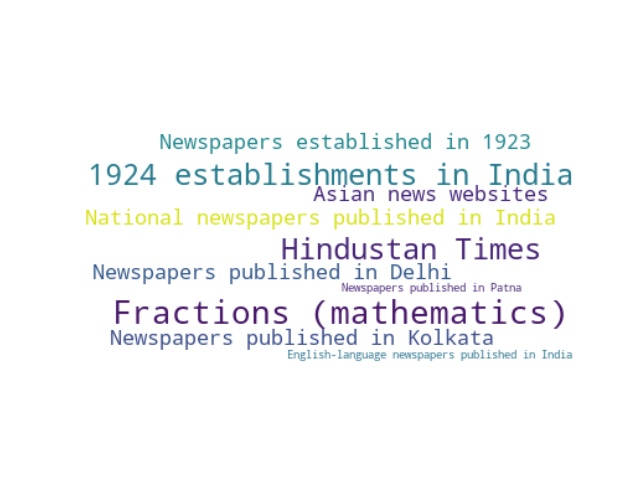 Newspapers established in 1923
1924 establishments in India
Asian news websites
National newspapers published in India
Hindustan Times
Newspapers published in Delhi
Newspapers published in Patna
Fractions (mathematics)
Newspapers published in Kolkata
English-language newspapers published in India